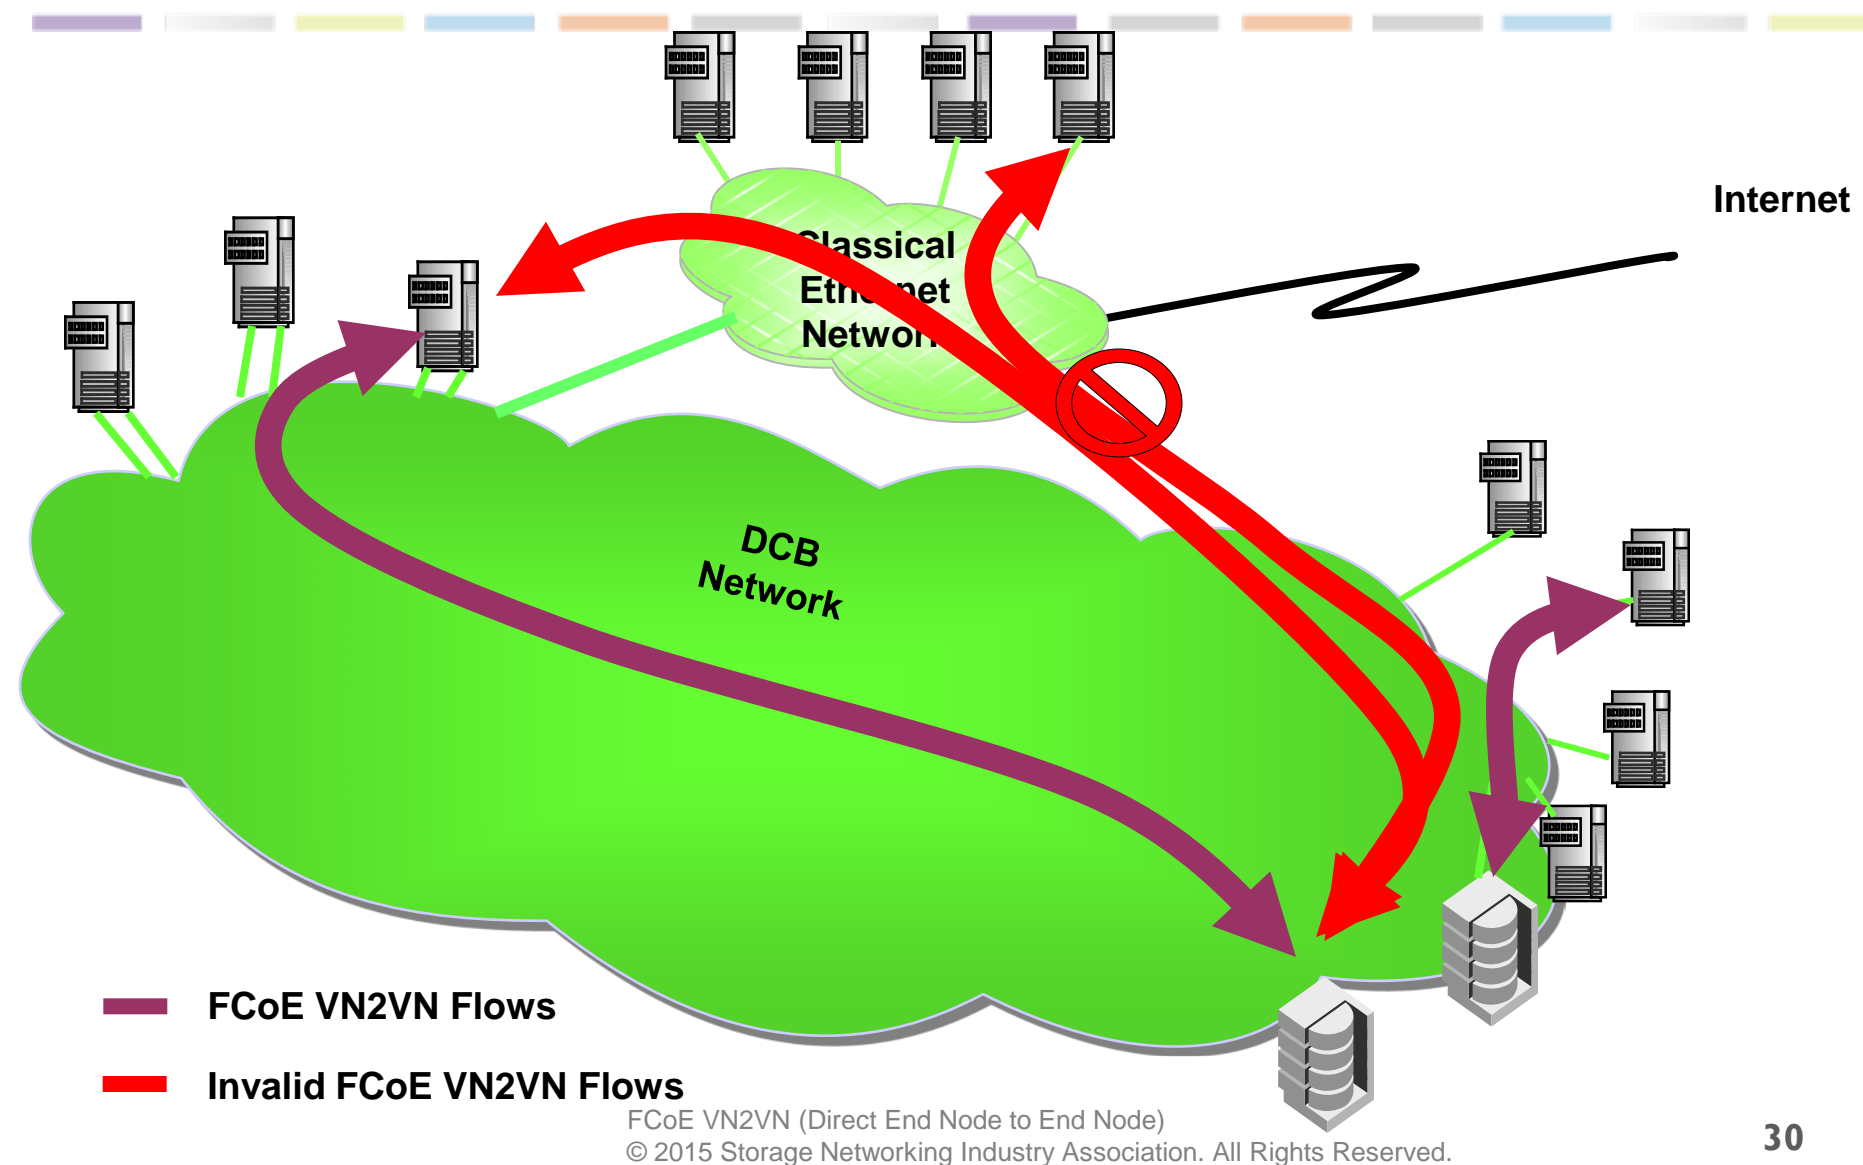 Internet
Classical
Ethernet
Network
DCB
Network
FCoE VN2VN Flows
Invalid FCoE VN2VN Flows
FCoE VN2VN (Direct End Node to End Node)
© 2015 Storage Networking Industry Association. All Rights Reserved.
30